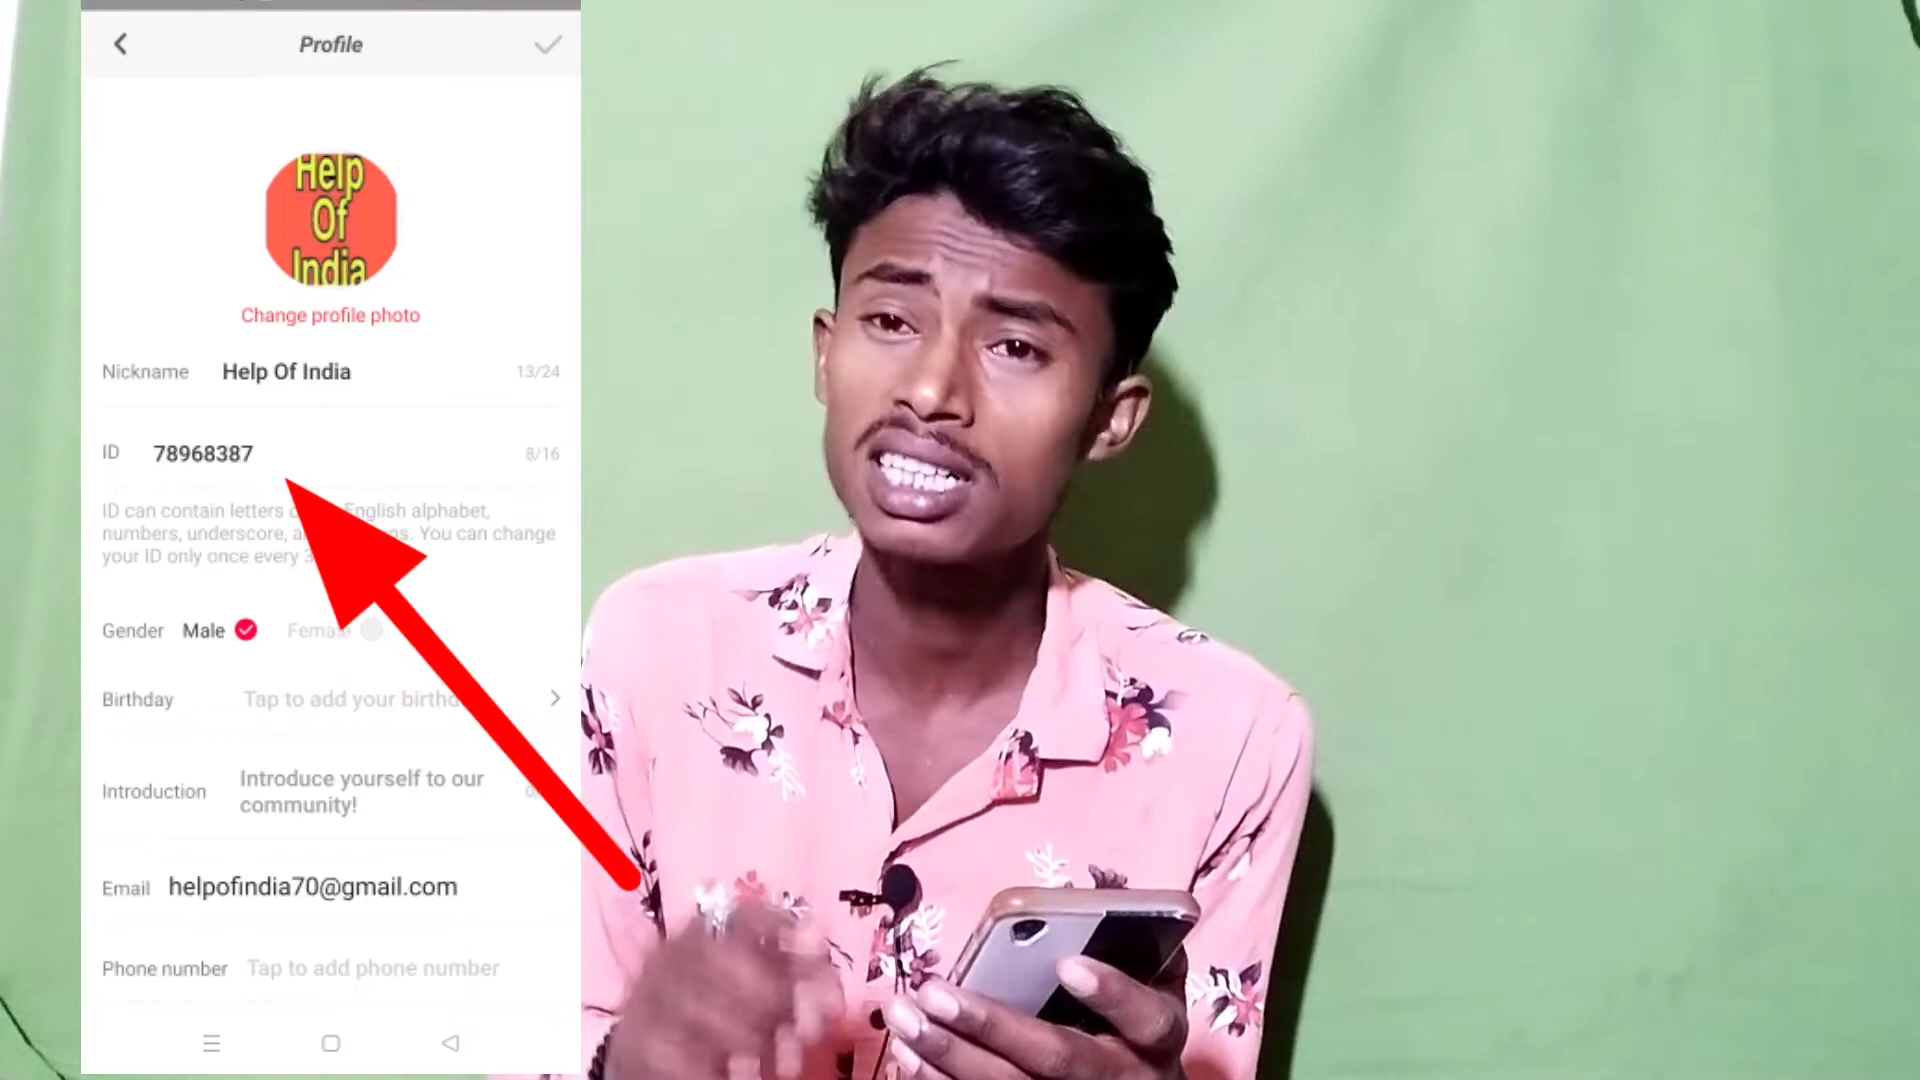 Profile
Help
Of
India
Change profile photo
Nickname Help Of India 13/24
ID 78968387 8/16
ID can contain letters English alphabet,
numbers, underscore, You can change
your ID only once every
Gender Male Female
Birthday Tap to add your
Introduction Introduce yourself to our
community!
Email helpofindia70@gmail.com
Phone number Tap to add phone number